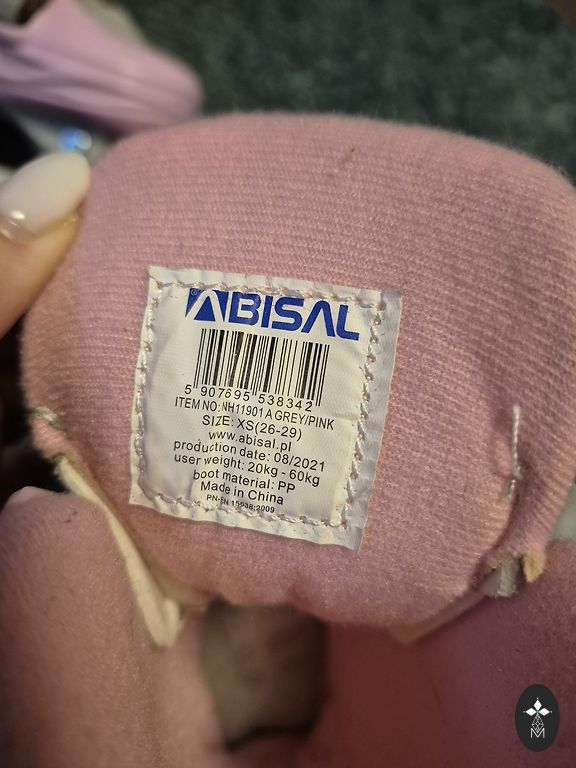 ABISAL
5 907695 538342
ITEM NO: NH11901 A GREY/PINK
SIZE: XS(26-29)
www.abisal.pl
production date: 08/2021
user weight: 20kg - 60kg
boot material: PP
Made in China
PN-EN 15638:2009
M